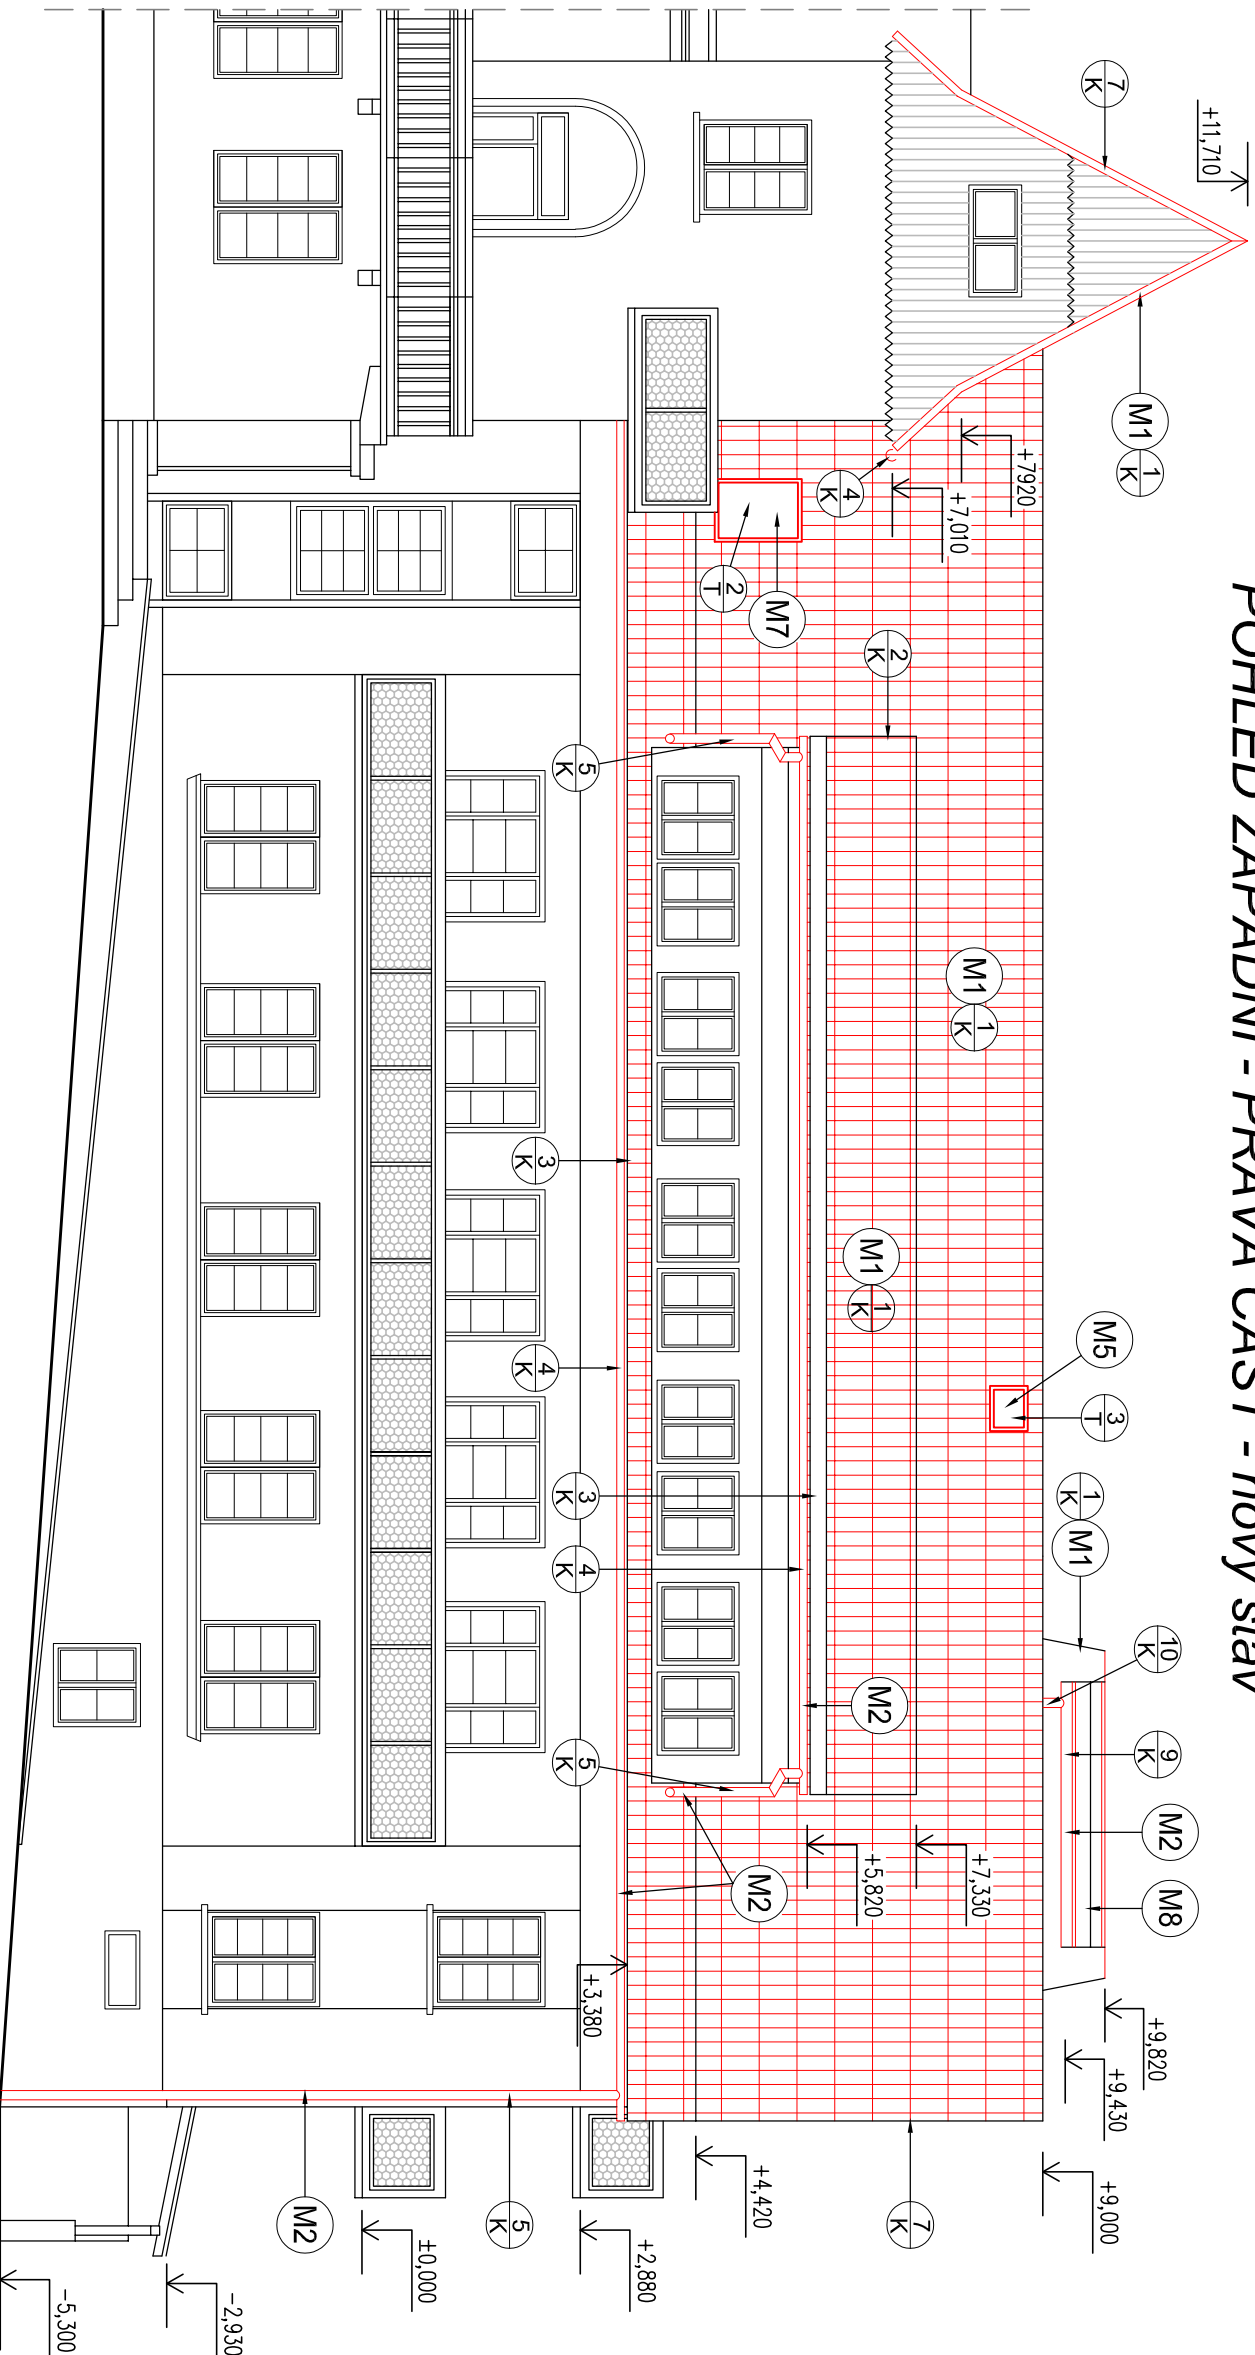 POHLED ZÁPADNÍ - PRAVÁ ČÁST - nový stav
+11,710
7
K
M1
1
K
+7920
+7,010
4
K
2
T
M7
2
K
5
K
M1
1
K
M1
1
K
M5
3
T
1
K
M1
10
K
9
K
M2
M8
3
K
4
K
3
K
4
K
M2
5
K
M2
+5,820
+7,330
+3,380
+9,820
+9,430
+9,000
+4,420
7
K
M2
5
K
+2,880
±0,000
-2,930
-5,300